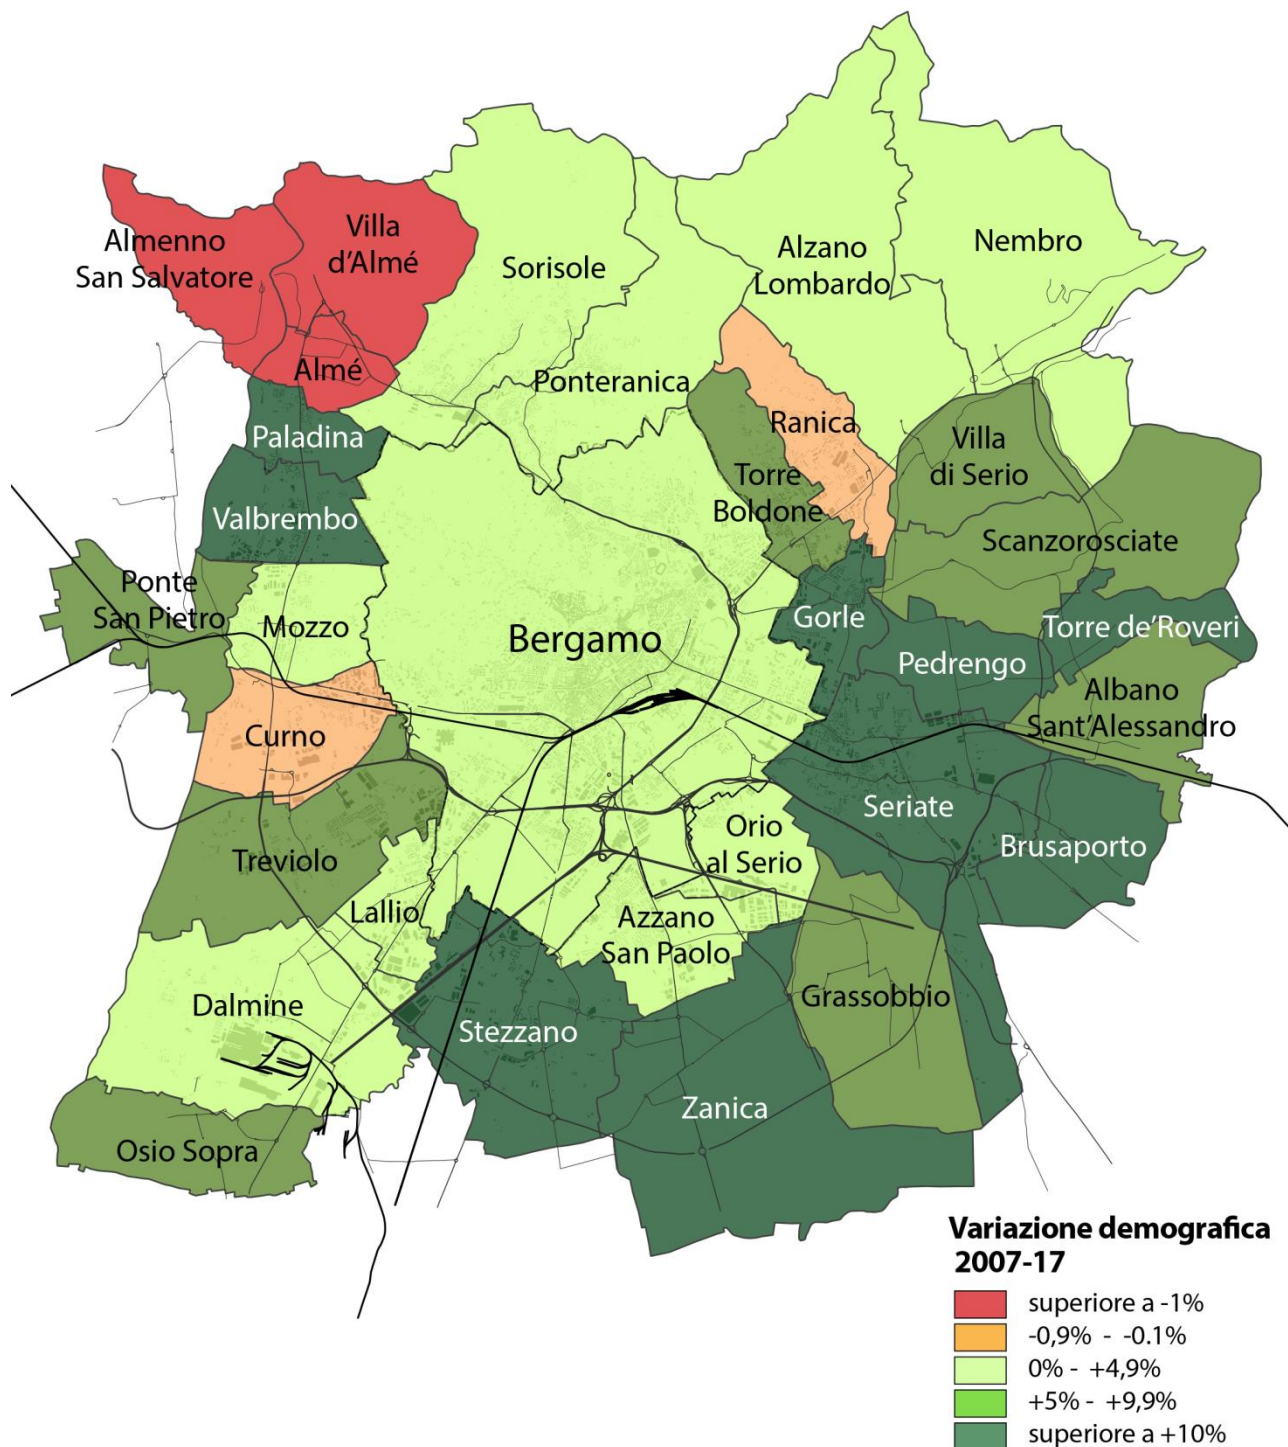 Almenno
San Salvatore
Villa
d'Almé
Sorisole
Alzano
Lombardo
Nembro
Almé
Ponteranica
Paladina
Ranica
Villa
di Serio
Torre
Boldone
Valbrembo
Scanzorosciate
Ponte
San Pietro
Mozzo
Bergamo
Gorle
Torre de'Roveri
Pedrengo
Albano
Sant'Alessandro
Curno
Seriate
Orio
al Serio
Brusaporto
Treviolo
Lallio
Azzano
San Paolo
Dalmine
Stezzano
Grassobbio
Zanica
Osio Sopra
Variazione demografica
2007-17
superiore a -1%
-0,9% - -0.1%
0% - +4,9%
+5% - +9,9%
superiore a +10%